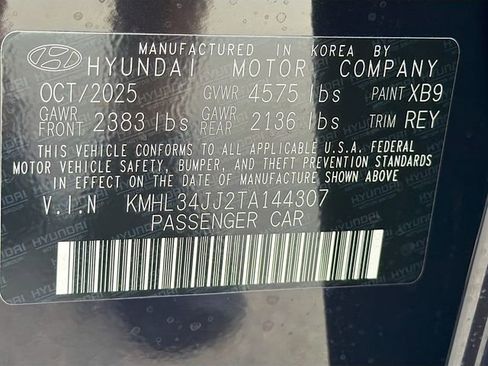 MANUFACTURED IN KOREA BY
HYUNDAI MOTOR COMPANY
OCT/2025 GVWR 4575 lbs PAINT XB9
GAWR FRONT 2383 lbs GAWR REAR 2136 lbs TRIM REY
THIS VEHICLE CONFORMS TO ALL APPLICABLE U.S.A. FEDERAL
MOTOR VEHICLE SAFETY, BUMPER, AND THEFT PREVENTION STANDARDS
IN EFFECT ON THE DATE OF MANUFACTURE SHOWN ABOVE
V.I.N KMHL34JJ2TA144307
PASSENGER CAR